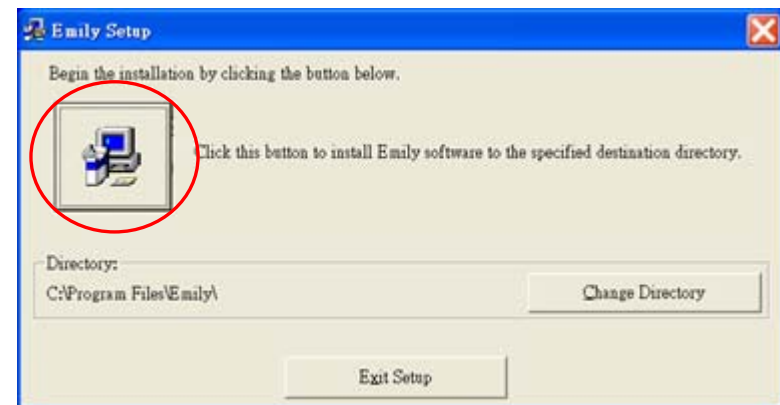 Emily Setup
Begin the installation by clicking the button below.
Click this button to install Emily software to the specified destination directory.
Directory:
C:\Program Files\Emily\
Change Directory
Exit Setup